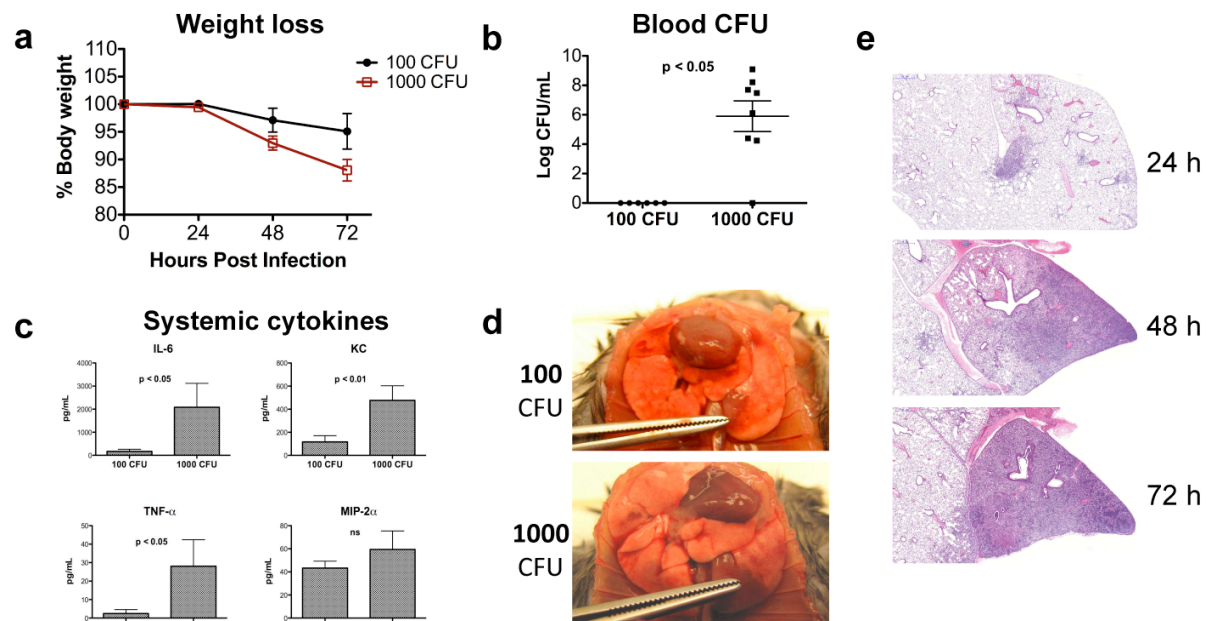 a
Weight loss
% Body weight
110
105
100
95
90
85
80
0
24
48
72
Hours Post Infection
100 CFU
1000 CFU
b
Blood CFU
Log CFU/mL
10
9
8
6
4
2
0
p < 0.05
100 CFU
1000 CFU
c
Systemic cytokines
IL-6
pg/mL
4000
3000
2000
1000
0
p < 0.05
100 CFU
1000 CFU
KC
pg/mL
800
600
400
200
0
p < 0.01
100 CFU
1000 CFU
TNF-α
pg/mL
50
40
30
20
10
0
p < 0.05
MIP-2α
pg/mL
80
60
40
20
0
ns
d
100
CFU
1000
CFU
e
24 h
48 h
72 h